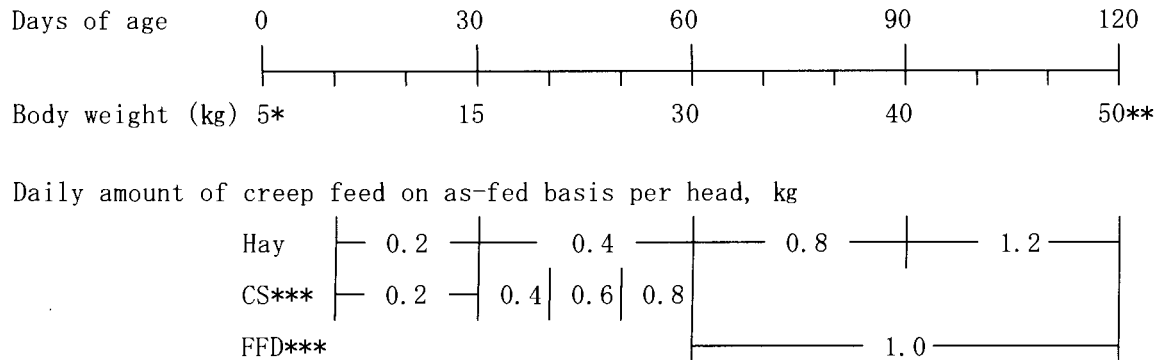 Days of age 0 30 60 90 120
Body weight (kg) 5* 15 30 40 50**
Daily amount of creep feed on as-fed basis per head, kg
Hay 0.2 0.4 0.8 1.2
CS*** 0.2 0.4 0.6 0.8
FFD*** 1.0